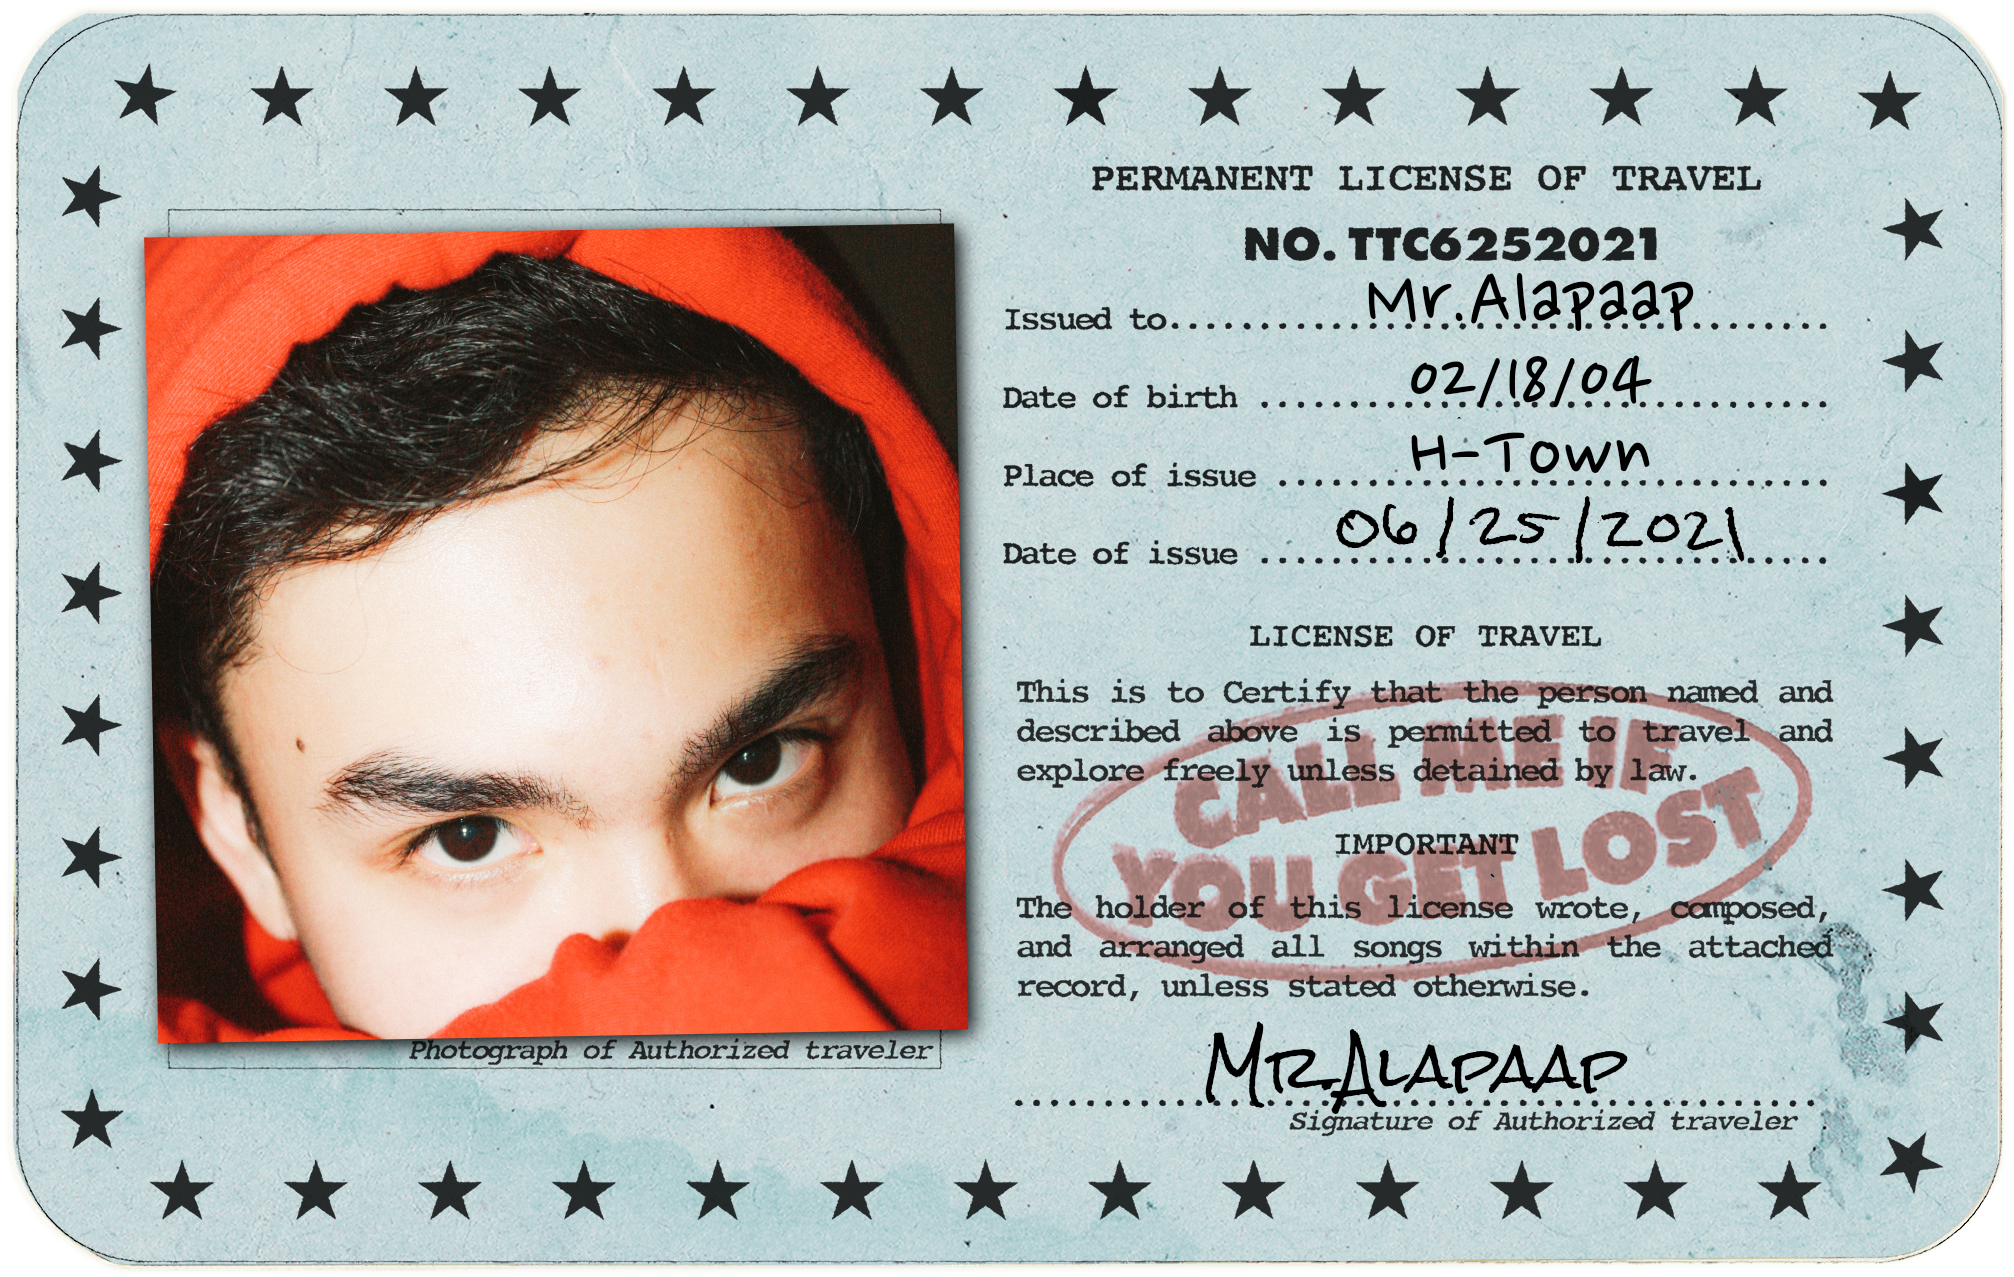 PERMANENT LICENSE OF TRAVEL
NO. TTC6252021
Issued to.....Mr.Alapaap.....
Date of birth .....02/18/04.....
Place of issue .....H-Town.....
Date of issue .....06/25/2021.....
LICENSE OF TRAVEL
This is to Certify that the person named and
described above is permitted to travel and
explore freely unless detained by law.
CALL ME IF
YOU GET LOST
IMPORTANT
The holder of this license wrote, composed,
and arranged all songs within the attached
record, unless stated otherwise.
Mr.Alapaap
Signature of Authorized traveler
Photograph of Authorized traveler